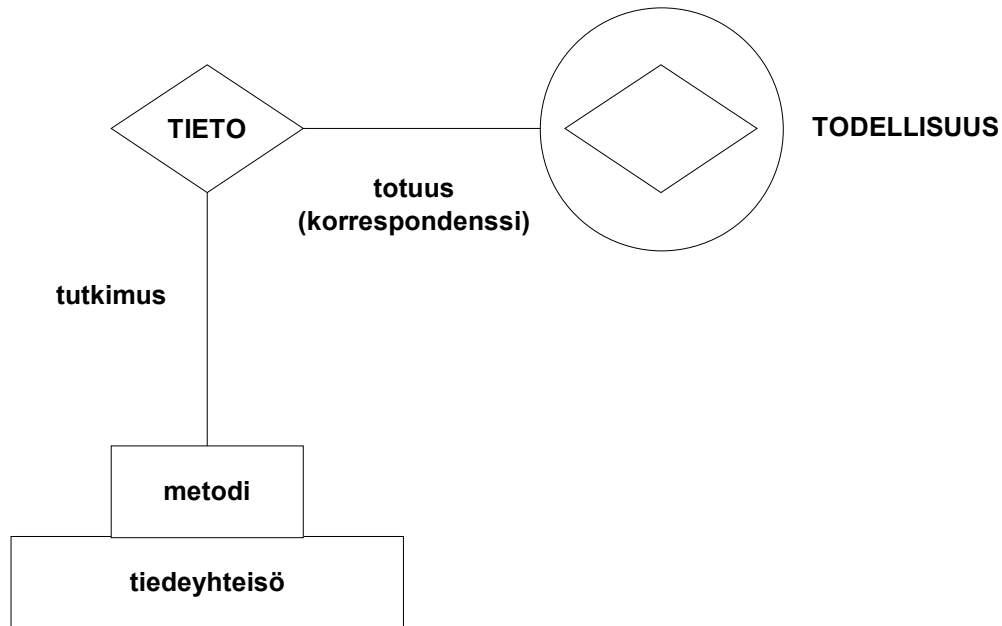 TIETO
TODELLISUUS
totuus
(korrespondenssi)
tutkimus
metodi
tiedeyhteisö